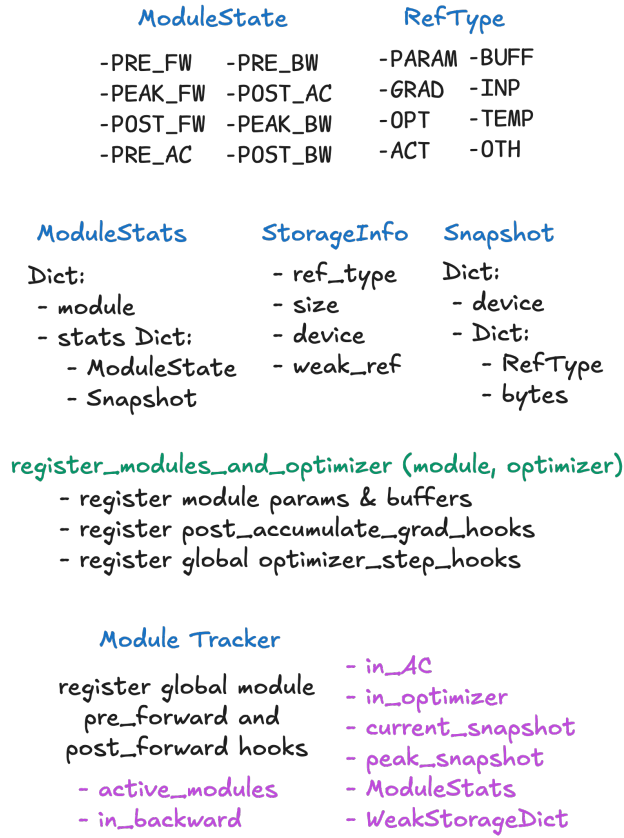 ModuleState
-PRE_FW -PRE_BW
-PEAK_FW -POST_AC
-POST_FW -PEAK_BW
-PRE_AC -POST_BW
RefType
-PARAM -BUFF
-GRAD -INP
-OPT -TEMP
-ACT -OTH
ModuleStats
Dict:
- module
- stats Dict:
- ModuleState
- Snapshot
StorageInfo
- ref_type
- size
- device
- weak_ref
Snapshot
Dict:
- device
- Dict:
- RefType
- bytes
register_modules_and_optimizer (module, optimizer)
- register module params & buffers
- register post_accumulate_grad_hooks
- register global optimizer_step_hooks
Module Tracker
register global module
pre_forward and
post_forward hooks
- active_modules
- in_backward
- in_AC
- in_optimizer
- current_snapshot
- peak_snapshot
- ModuleStats
- WeakStorageDict